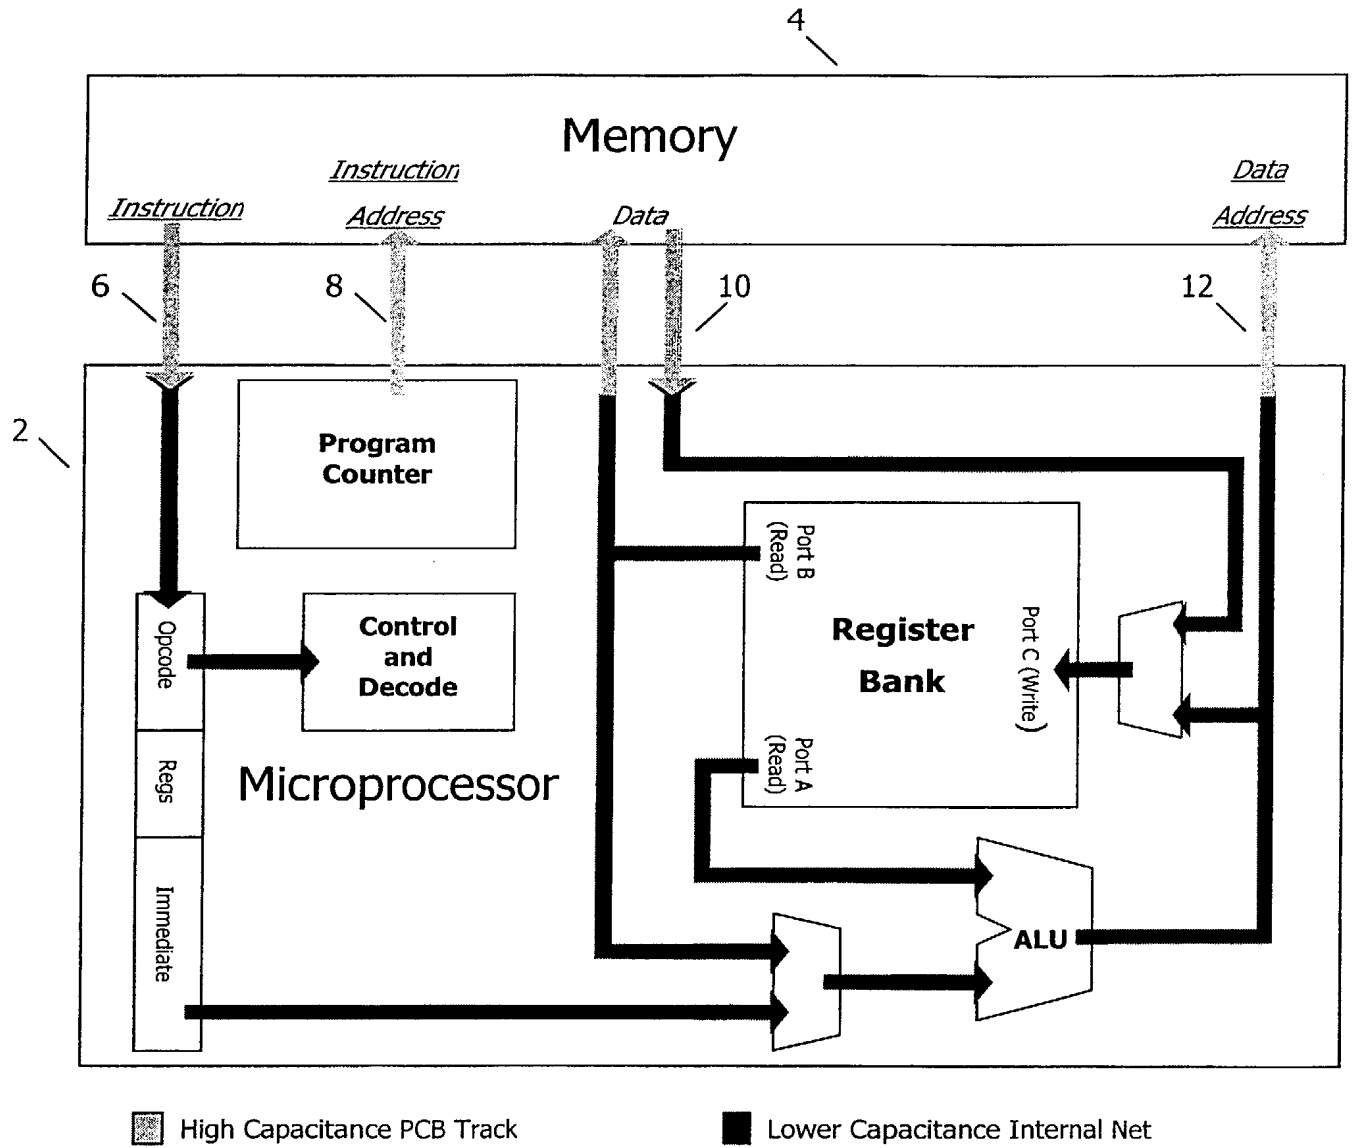 4
Memory
Instruction
Address
Data
Address
Instruction
Data
6
8
10
12
2
Program
Counter
Port B
(Read)
Opcode
Control
and
Decode
Register
Bank
Port C (Write)
Regs
Microprocessor
Port A
(Read)
Immediate
ALU
High Capacitance PCB Track
Lower Capacitance Internal Net